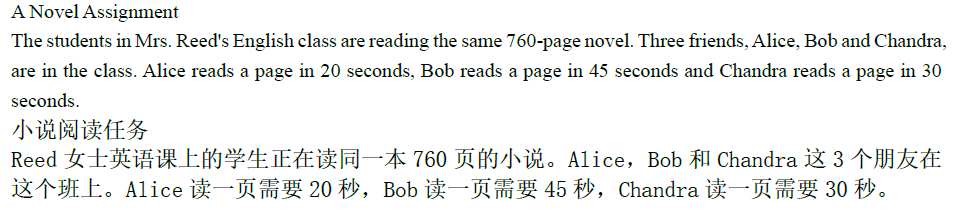 A Novel Assignment
The students in Mrs. Reed's English class are reading the same 760-page novel. Three friends, Alice, Bob and Chandra,
are in the class. Alice reads a page in 20 seconds, Bob reads a page in 45 seconds and Chandra reads a page in 30
seconds.
小说阅读任务
Reed 女士英语课上的学生正在读同一本 760 页的小说。Alice，Bob 和 Chandra 这 3 个朋友在
这个班上。Alice 读一页需要 20 秒，Bob 读一页需要 45 秒，Chandra 读一页需要 30 秒。